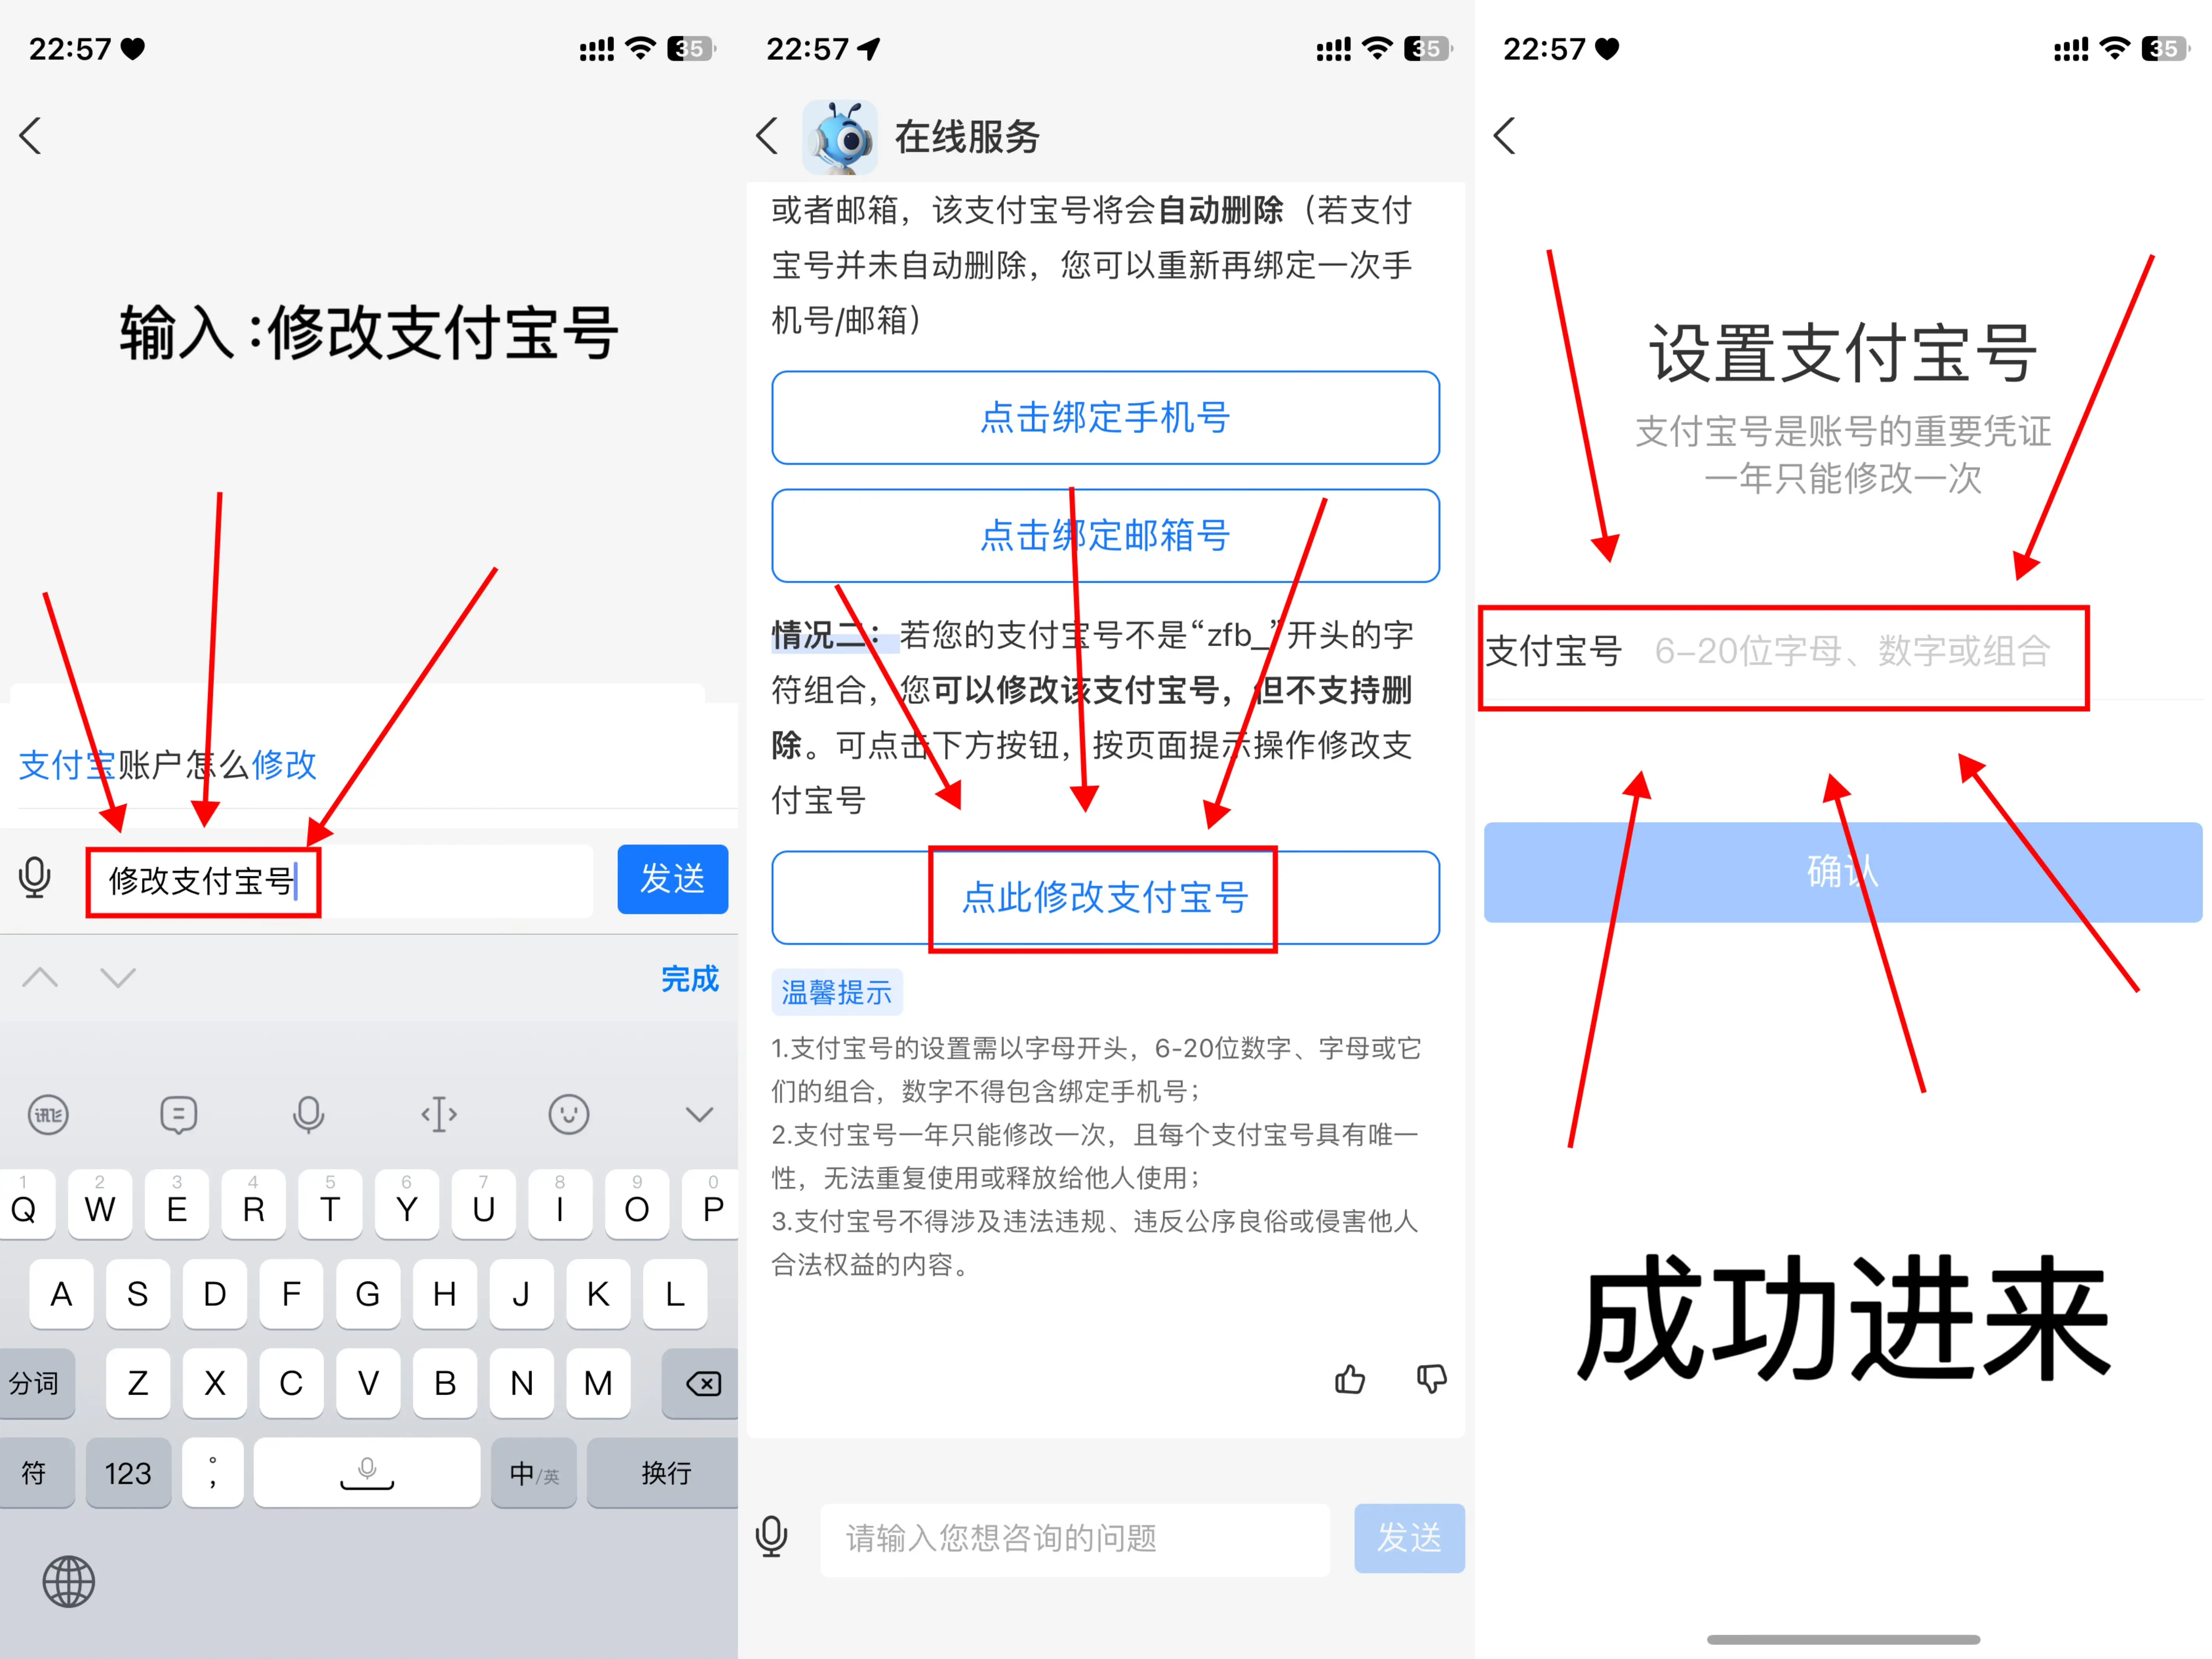 22:57
35
输入:修改支付宝号
支付宝账户怎么修改
修改支付宝号
发送
完成
讯飞
1 2 3 4 5 6 7 8 9 0
Q W E R T Y U I O P
A S D F G H J K L
分词 Z X C V B N M
符 123 。, 中/英 换行
22:57
35
在线服务
或者邮箱，该支付宝号将会自动删除（若支付
宝号并未自动删除，您可以重新再绑定一次手
机号/邮箱）
点击绑定手机号
点击绑定邮箱号
情况二：若您的支付宝号不是“zfb_”开头的字
符组合，您可以修改该支付宝号，但不支持删
除。可点击下方按钮，按页面提示操作修改支
付宝号
点此修改支付宝号
温馨提示
1.支付宝号的设置需以字母开头，6-20位数字、字母或它
们的组合，数字不得包含绑定手机号；
2.支付宝号一年只能修改一次，且每个支付宝号具有唯一
性，无法重复使用或释放给他人使用；
3.支付宝号不得涉及违法违规、违反公序良俗或侵害他人
合法权益的内容。
请输入您想咨询的问题
发送
22:57
35
设置支付宝号
支付宝号是账号的重要凭证
一年只能修改一次
支付宝号 6-20位字母、数字或组合
确认
成功进来